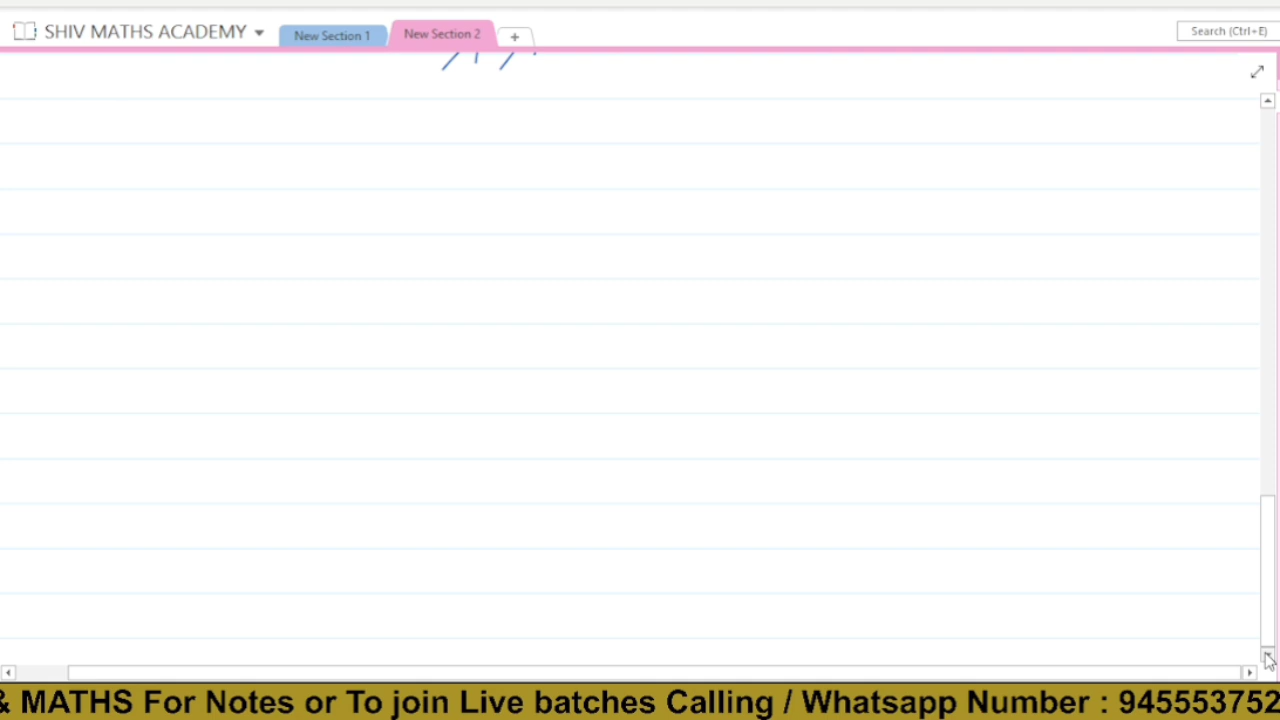 SHIV MATHS ACADEMY
New Section 1
New Section 2
+
Search (Ctrl+E)
& MATHS For Notes or To join Live batches Calling / Whatsapp Number : 945553752